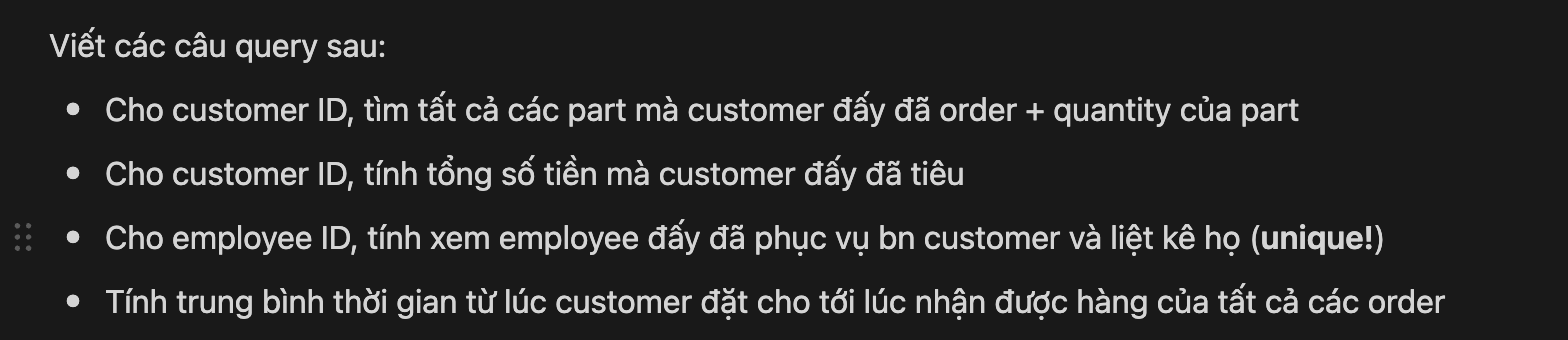 Viết các câu query sau:
• Cho customer ID, tìm tất cả các part mà customer đấy đã order + quantity của part
• Cho customer ID, tính tổng số tiền mà customer đấy đã tiêu
• Cho employee ID, tính xem employee đấy đã phục vụ bn customer và liệt kê họ (unique!)
• Tính trung bình thời gian từ lúc customer đặt cho tới lúc nhận được hàng của tất cả các order